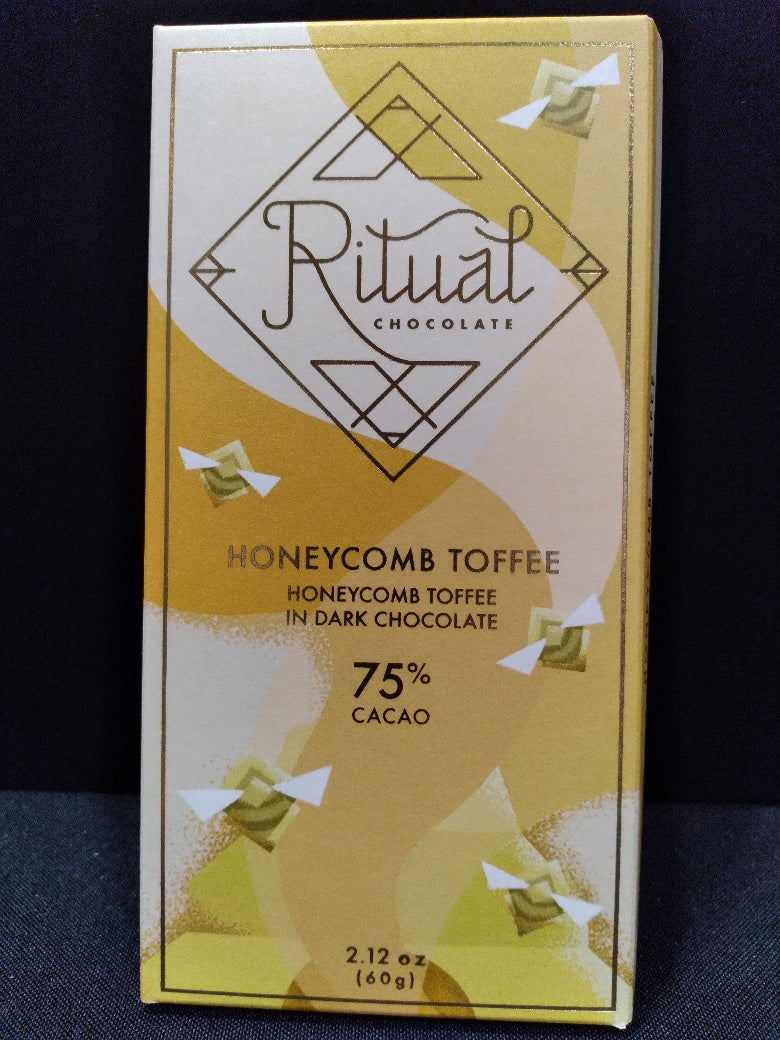 Ritual
CHOCOLATE
HONEYCOMB TOFFEE
HONEYCOMB TOFFEE
IN DARK CHOCOLATE
75%
CACAO
2.12 oz
(60g)